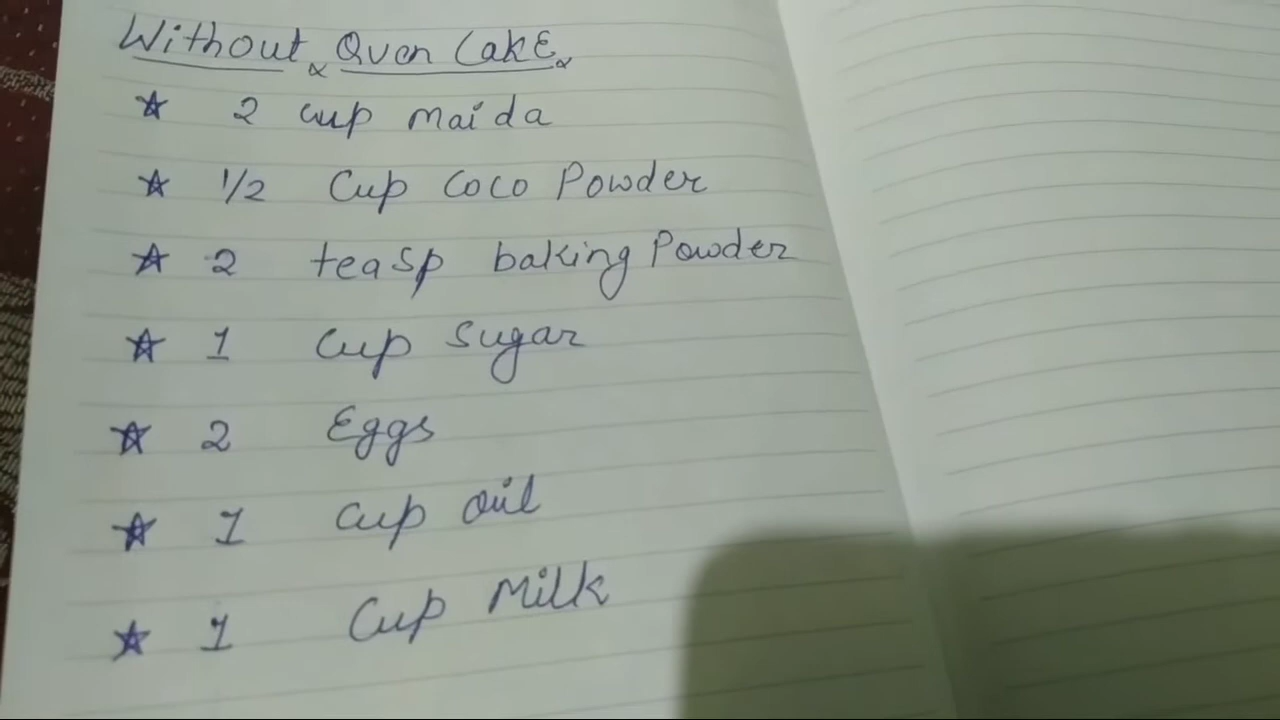 Without Oven CakE
☆ 2 cup maida
☆ 1/2 Cup CoCo Powder
☆ 2 teasp baking Powder
☆ 1 Cup Sugar
☆ 2 Eggs
☆ 1 Cup Oil
☆ 1 Cup Milk